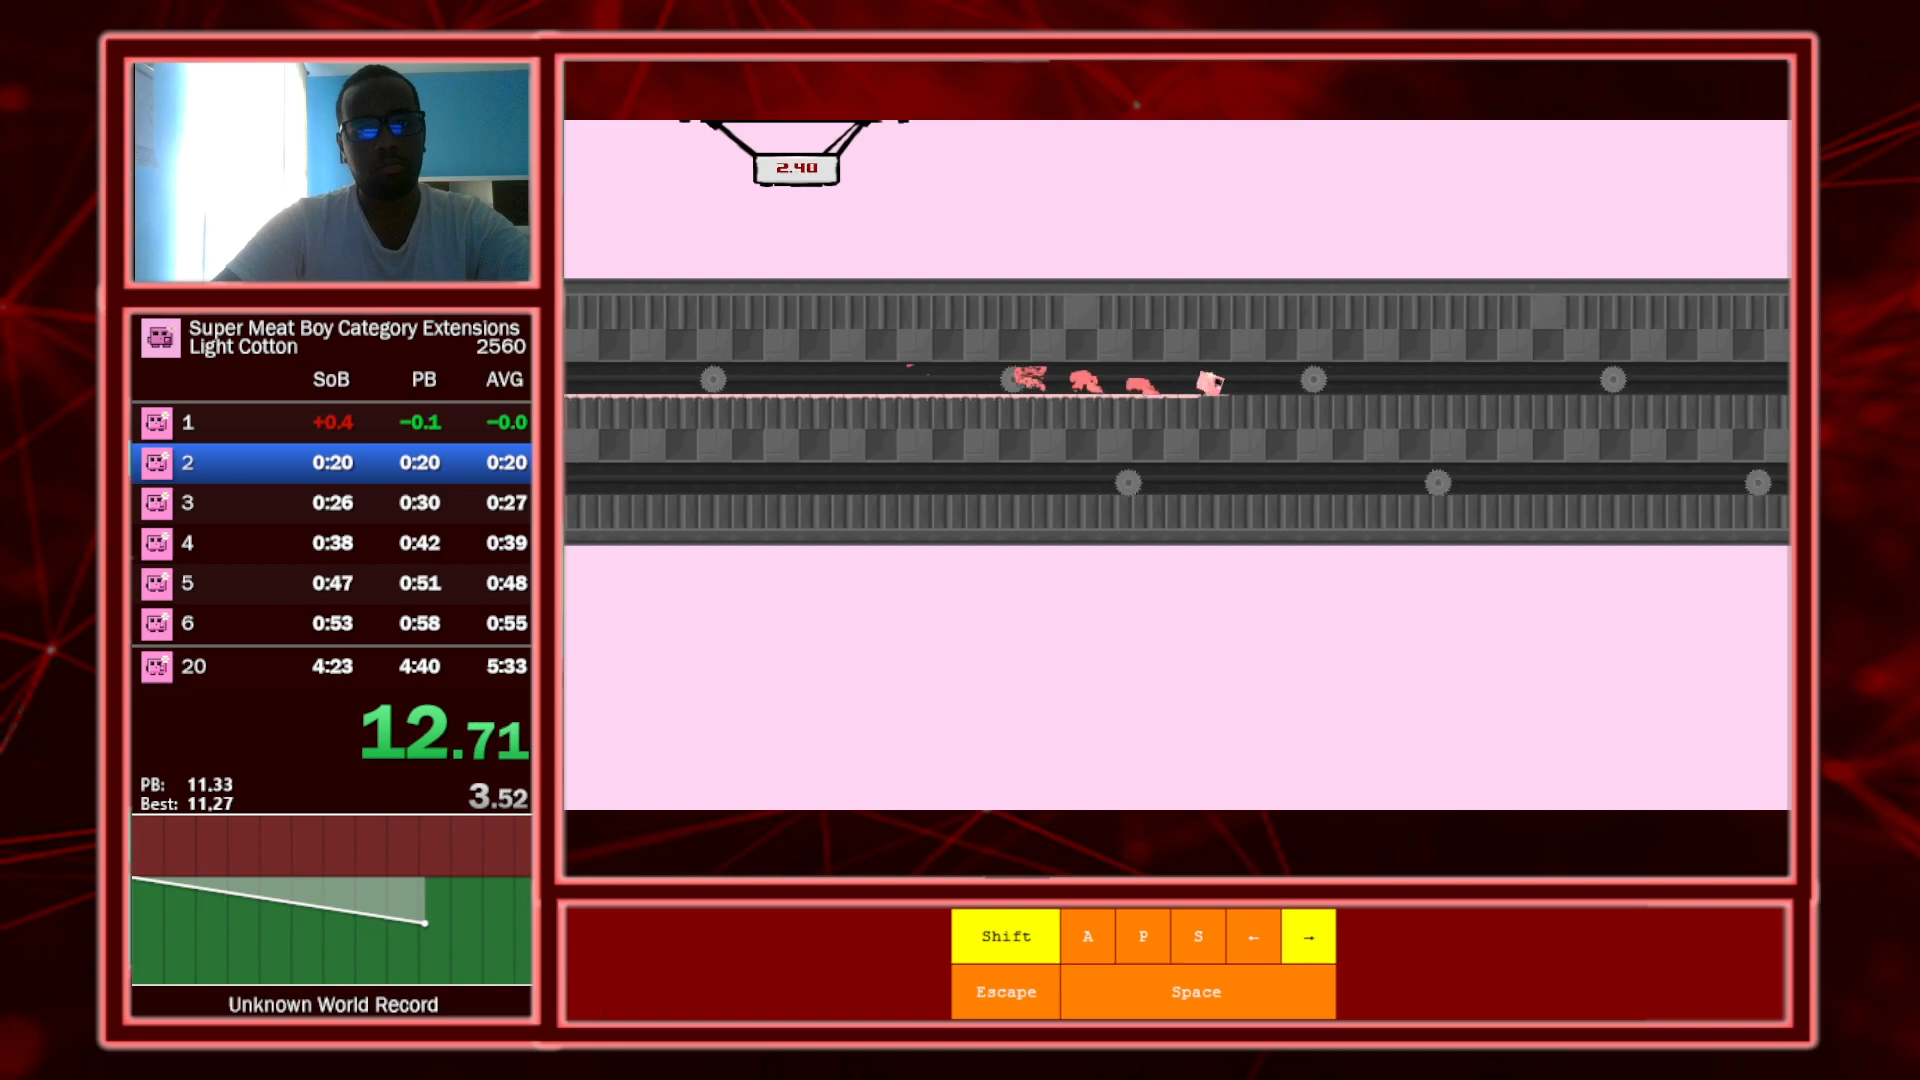 2.40
Super Meat Boy Category Extensions
Light Cotton 2560
SoB PB AVG
1 +0.4 −0.1 −0.0
2 0:20 0:20 0:20
3 0:26 0:30 0:27
4 0:38 0:42 0:39
5 0:47 0:51 0:48
6 0:53 0:58 0:55
20 4:23 4:40 5:33
12.71
PB: 11.33
Best: 11.27
3.52
Unknown World Record
Shift A P S ← →
Escape Space